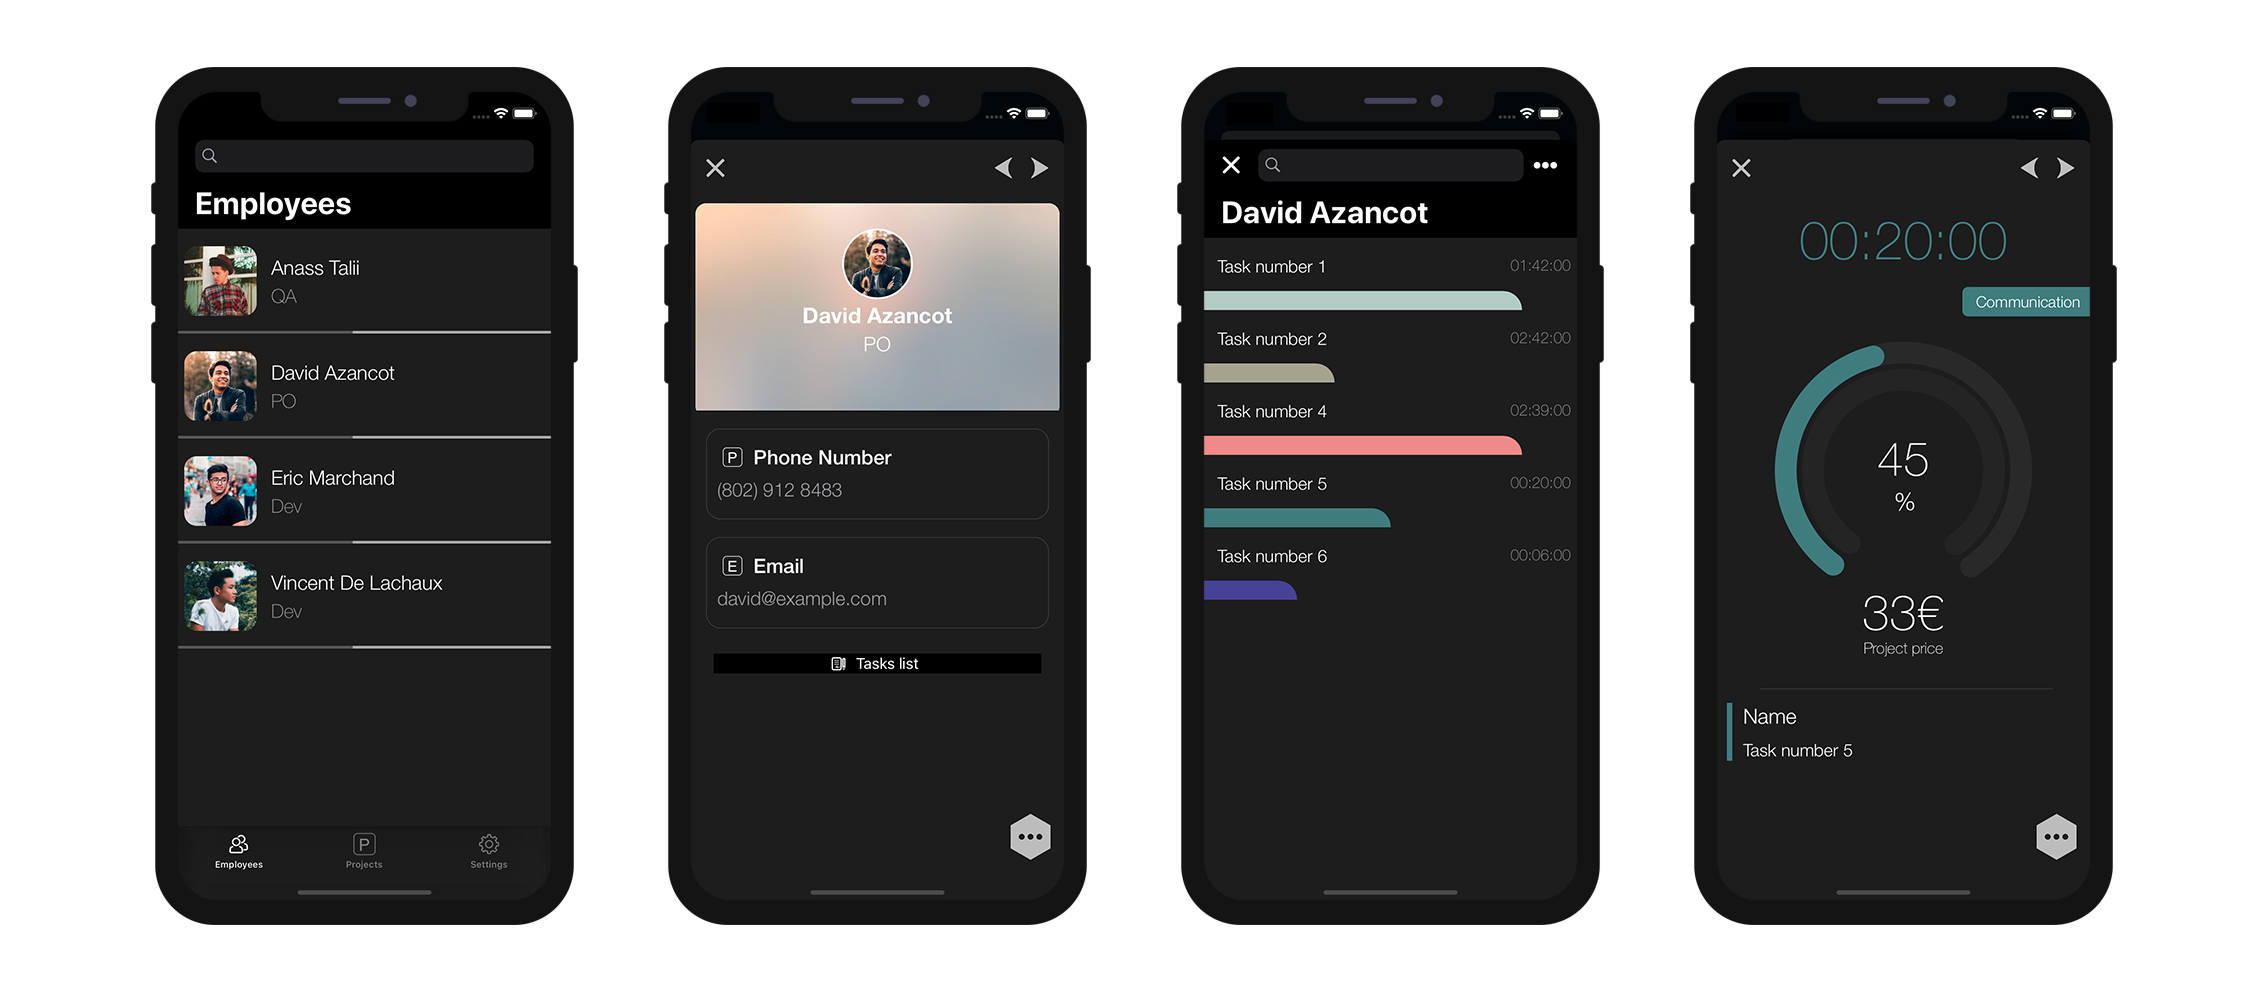 Employees
Anass Talii
QA
David Azancot
PO
Eric Marchand
Dev
Vincent De Lachaux
Dev
Employees
P
Projects
Settings
David Azancot
PO
P Phone Number
(802) 912 8483
E Email
david@example.com
Tasks list
David Azancot
Task number 1 01:42:00
Task number 2 02:42:00
Task number 4 02:39:00
Task number 5 00:20:00
Task number 6 00:06:00
00:20:00
Communication
45
%
33€
Project price
Name
Task number 5